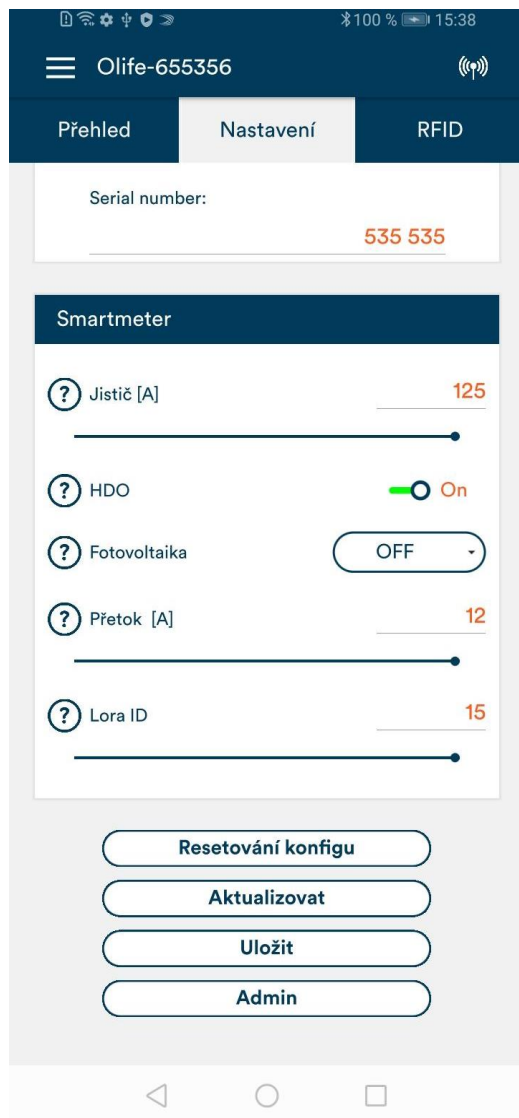 100 % 15:38
Olife-655356
Přehled Nastavení RFID
Serial number:
535 535
Smartmeter
? Jistič [A] 125
? HDO On
? Fotovoltaika OFF
? Přetok [A] 12
? Lora ID 15
Resetování konfigu
Aktualizovat
Uložit
Admin